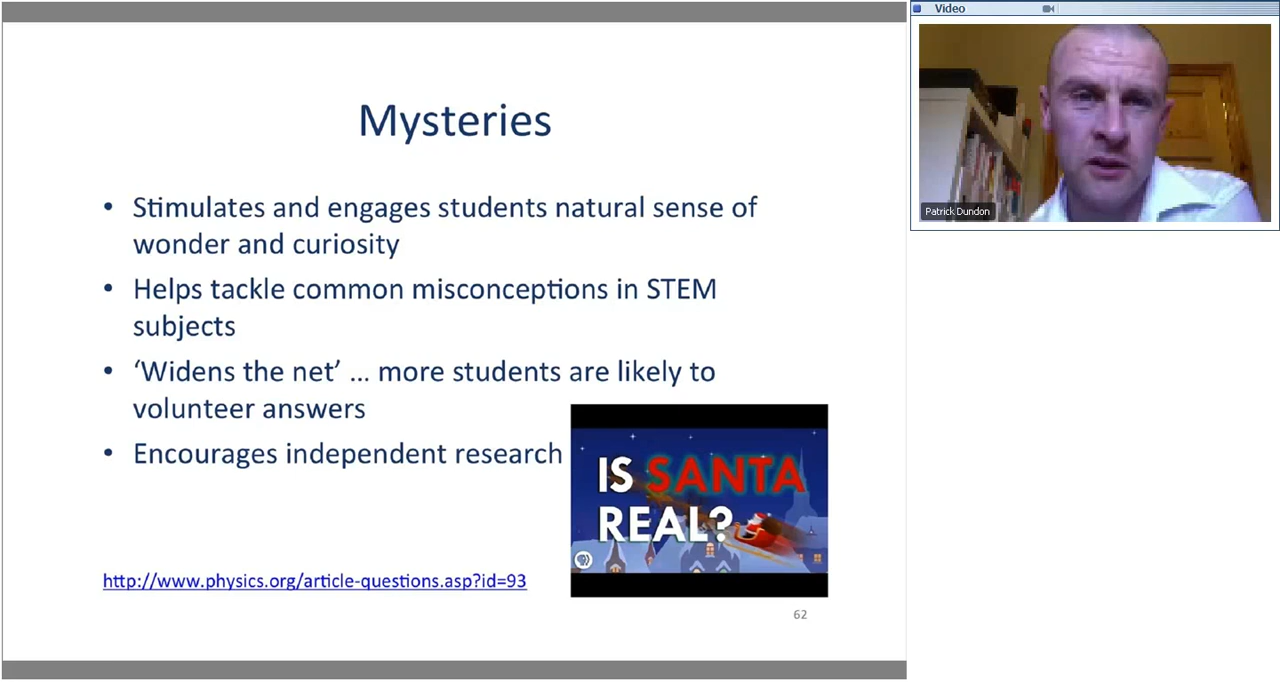 Mysteries
• Stimulates and engages students natural sense of
wonder and curiosity
• Helps tackle common misconceptions in STEM
subjects
• ‘Widens the net’ ... more students are likely to
volunteer answers
• Encourages independent research
IS SANTA
REAL?
http://www.physics.org/article-questions.asp?id=93
62
Video
Patrick Dundon